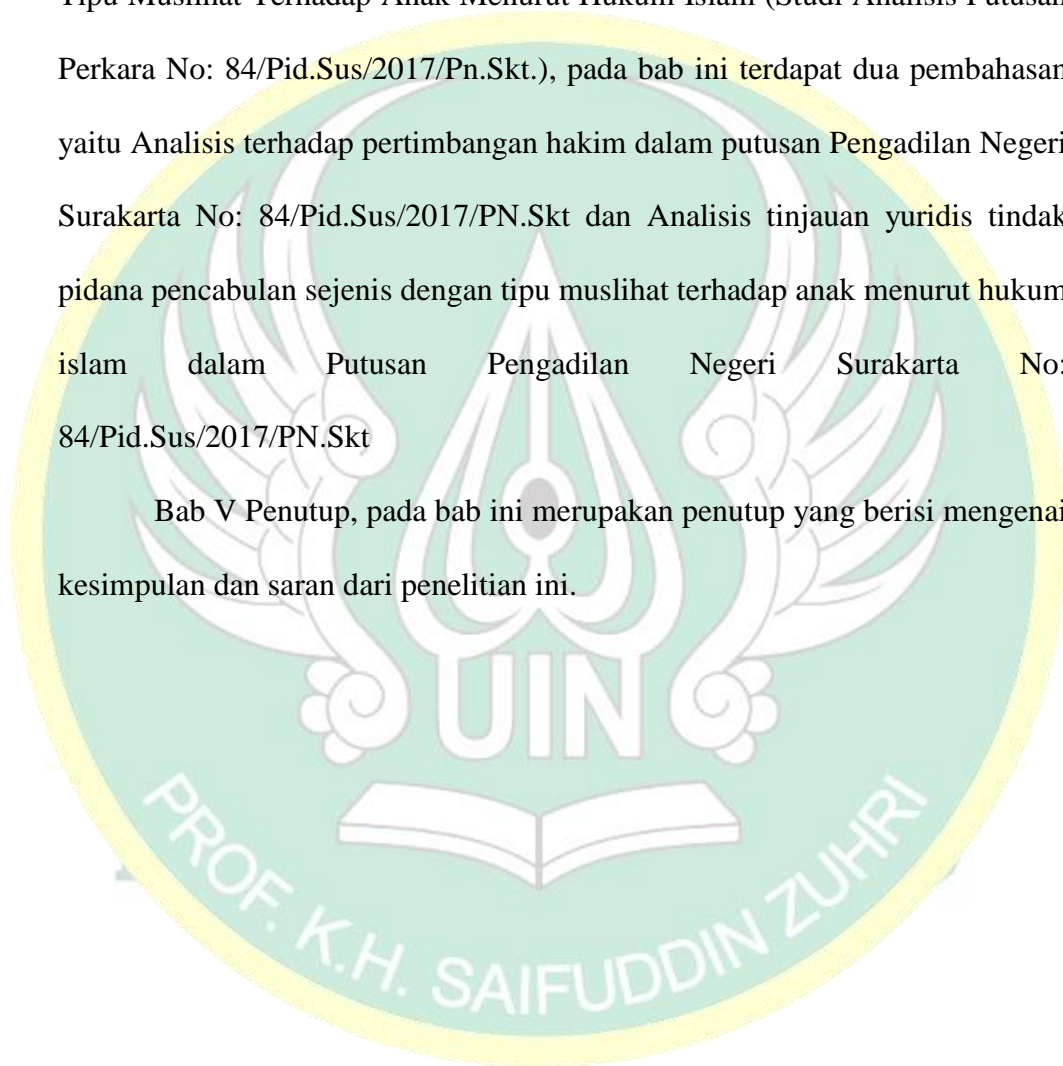 Tipu Muslihat Terhadap Anak Menurut Hukum Islam (Studi Analisis Putusan
Perkara No: 84/Pid.Sus/2017/Pn.Skt.), pada bab ini terdapat dua pembahasan
yaitu Analisis terhadap pertimbangan hakim dalam putusan Pengadilan Negeri
Surakarta No: 84/Pid.Sus/2017/PN.Skt dan Analisis tinjauan yuridis tindak
pidana pencabulan sejenis dengan tipu muslihat terhadap anak menurut hukum
islam dalam Putusan Pengadilan Negeri Surakarta No:
84/Pid.Sus/2017/PN.Skt
Bab V Penutup, pada bab ini merupakan penutup yang berisi mengenai
kesimpulan dan saran dari penelitian ini.
UIN
PROF. K.H. SAIFUDDIN ZUHRI